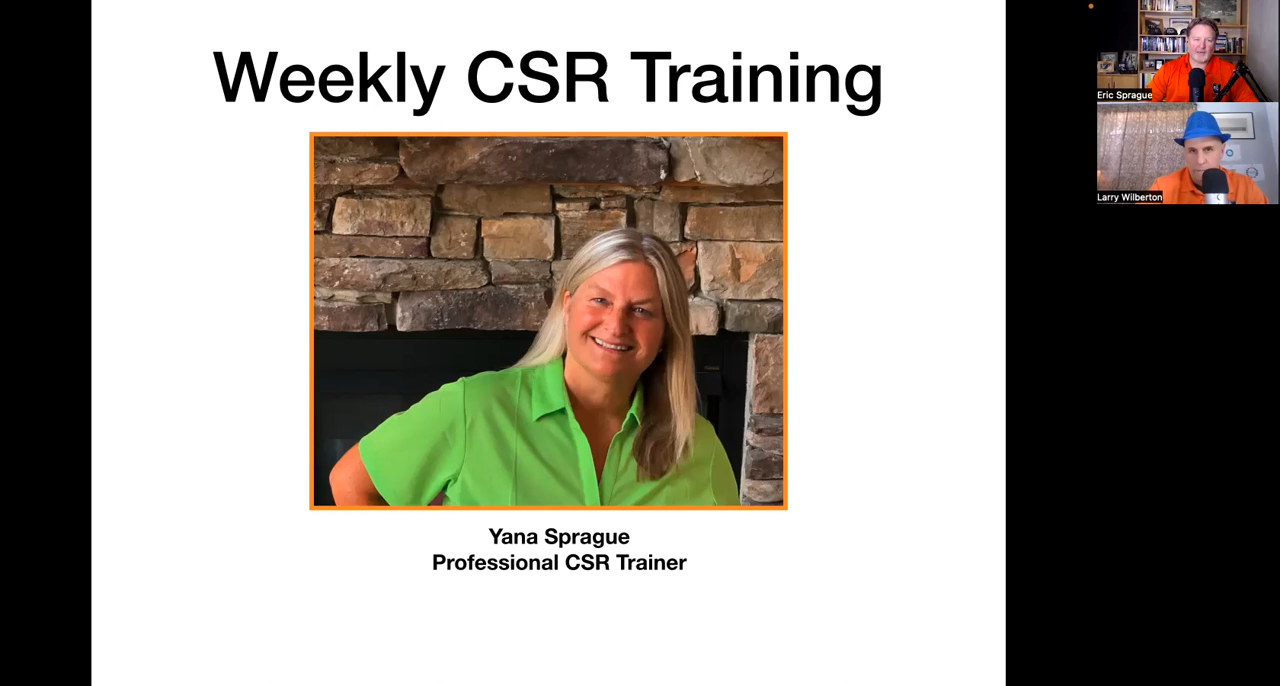 Weekly CSR Training
Yana Sprague
Professional CSR Trainer
Eric Sprague
Larry Wilberton